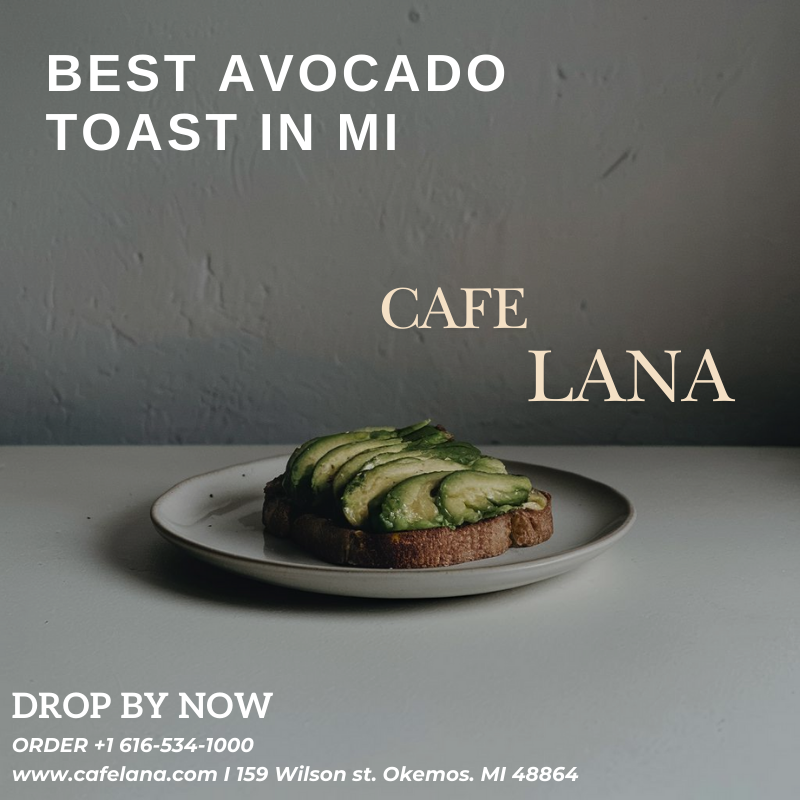 BEST AVOCADO
TOAST IN MI
CAFE
LANA
DROP BY NOW
ORDER +1 616-534-1000
www.cafelana.com I 159 Wilson st. Okemos. MI 48864